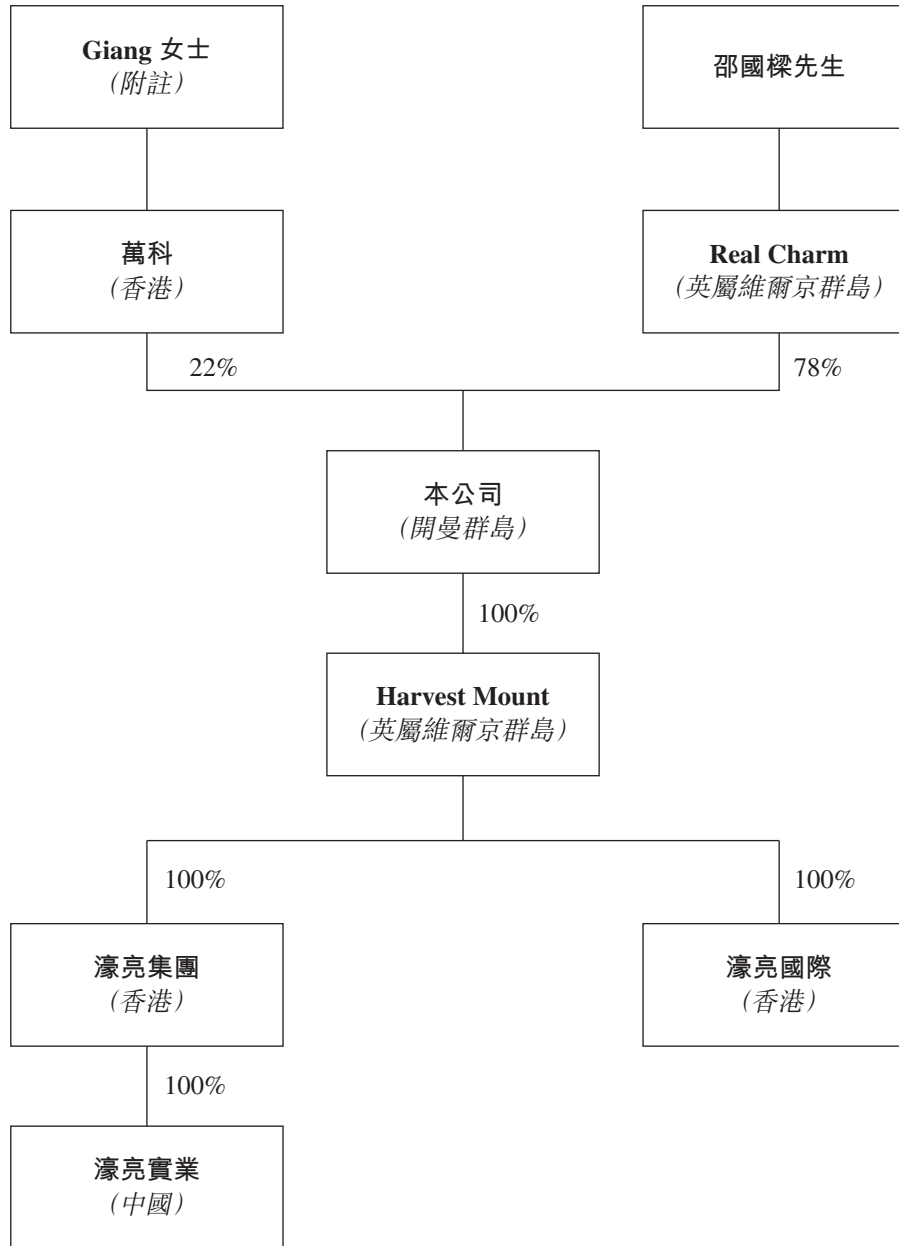 Giang 女士
(附註)
邵國樑先生
萬科
(香港)
Real Charm
(英屬維爾京群島)
22%
78%
本公司
(開曼群島)
100%
Harvest Mount
(英屬維爾京群島)
100%
100%
濠亮集團
(香港)
濠亮國際
(香港)
100%
濠亮實業
(中國)